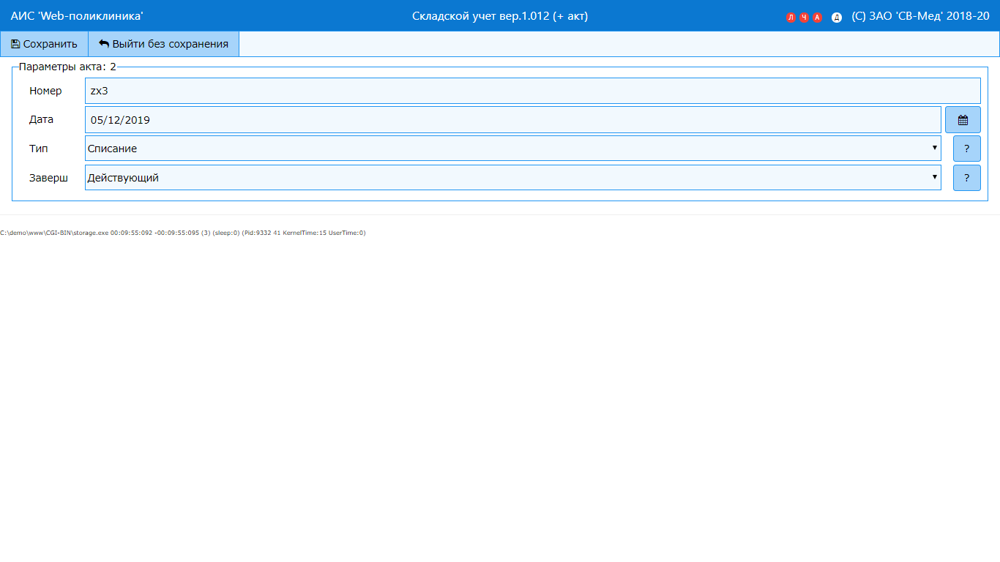 АИС 'Web-поликлиника' Складской учет вер.1.012 (+ акт) Л Ч А Д (C) ЗАО 'СВ-Мед' 2018-20
Сохранить Выйти без сохранения
Параметры акта: 2
Номер zx3
Дата 05/12/2019
Тип Списание ?
Заверш Действующий ?
C:\demo\www\CGI-BIN\storage.exe 00:09:55:092 -00:09:55:095 (3) (sleep:0) (Pid:9332 41 KernelTime:15 UserTime:0)